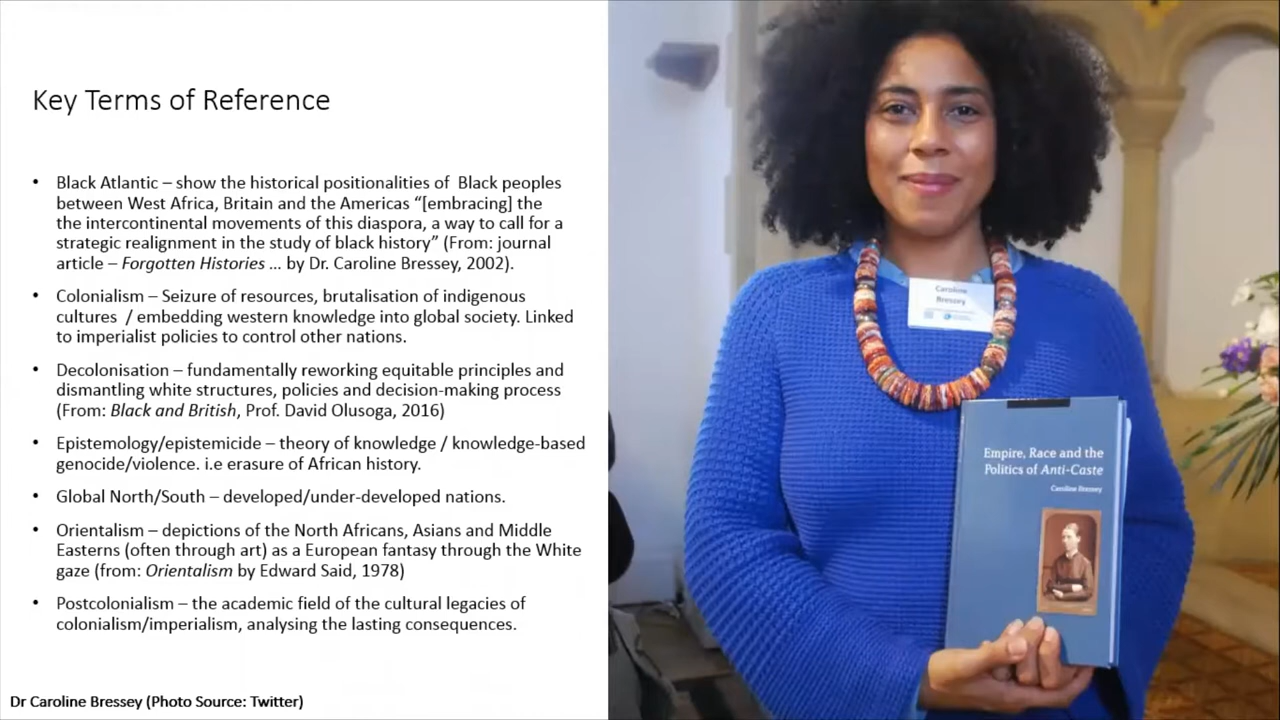 Key Terms of Reference
• Black Atlantic – show the historical positionalities of Black peoples
between West Africa, Britain and the Americas “[embracing] the
the intercontinental movements of this diaspora, a way to call for a
strategic realignment in the study of black history” (From: journal
article – Forgotten Histories ... by Dr. Caroline Bressey, 2002).
• Colonialism – Seizure of resources, brutalisation of indigenous
cultures / embedding western knowledge into global society. Linked
to imperialist policies to control other nations.
• Decolonisation – fundamentally reworking equitable principles and
dismantling white structures, policies and decision-making process
(From: Black and British, Prof. David Olusoga, 2016)
• Epistemology/epistemicide – theory of knowledge / knowledge-based
genocide/violence. i.e erasure of African history.
• Global North/South – developed/under-developed nations.
• Orientalism – depictions of the North Africans, Asians and Middle
Easterns (often through art) as a European fantasy through the White
gaze (from: Orientalism by Edward Said, 1978)
• Postcolonialism – the academic field of the cultural legacies of
colonialism/imperialism, analysing the lasting consequences.
Dr Caroline Bressey (Photo Source: Twitter)
Caroline
Bressey
Empire, Race and the
Politics of Anti-Caste
Caroline Bressey